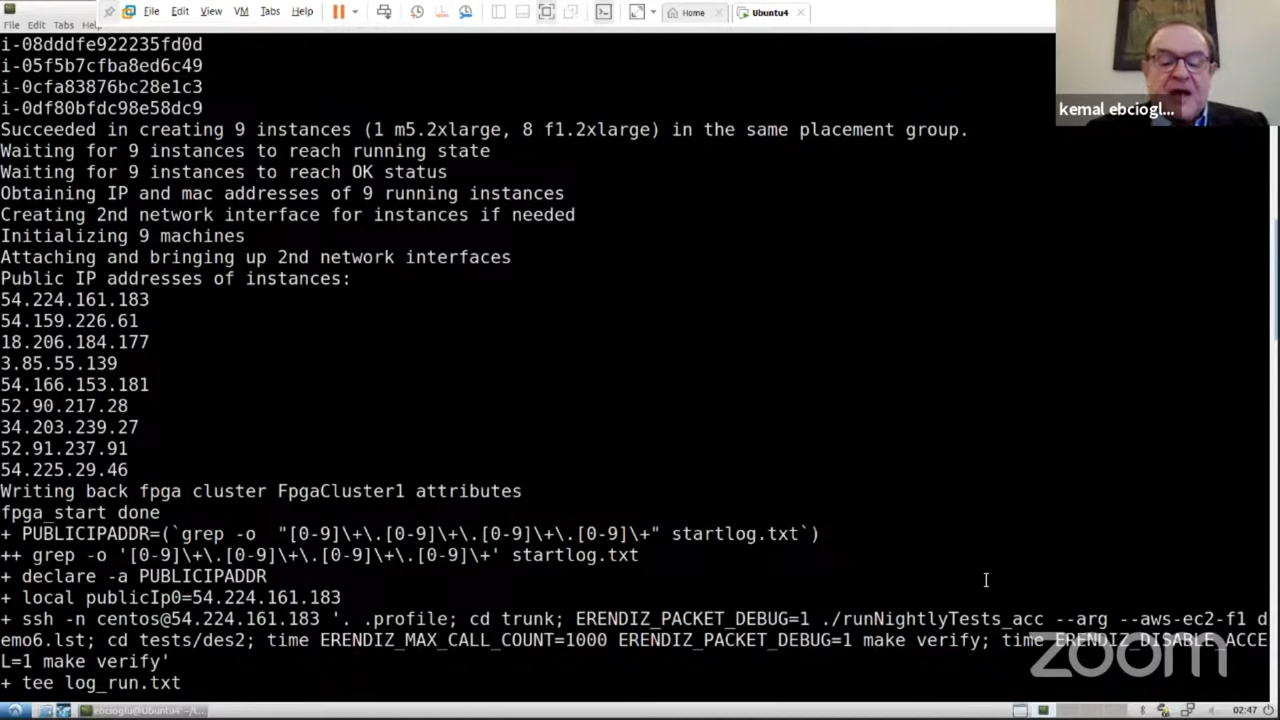 File Edit View VM Tabs Help Home Ubuntu4
File Edit Tabs Help
i-08dddfe922235fd0d
i-05f5b7cfba8ed6c49
i-0cfa83876bc28e1c3
i-0df80bfdc98e58dc9
kemal ebciogl...
Succeeded in creating 9 instances (1 m5.2xlarge, 8 f1.2xlarge) in the same placement group.
Waiting for 9 instances to reach running state
Waiting for 9 instances to reach OK status
Obtaining IP and mac addresses of 9 running instances
Creating 2nd network interface for instances if needed
Initializing 9 machines
Attaching and bringing up 2nd network interfaces
Public IP addresses of instances:
54.224.161.183
54.159.226.61
18.206.184.177
3.85.55.139
54.166.153.181
52.90.217.28
34.203.239.27
52.91.237.91
54.225.29.46
Writing back fpga cluster FpgaCluster1 attributes
fpga_start done
+ PUBLICIPADDR=(`grep -o  "[0-9]\+\.[0-9]\+\.[0-9]\+\.[0-9]\+" startlog.txt`)
++ grep -o '[0-9]\+\.[0-9]\+\.[0-9]\+\.[0-9]\+' startlog.txt
+ declare -a PUBLICIPADDR
+ local publicIp0=54.224.161.183
+ ssh -n centos@54.224.161.183 '. .profile; cd trunk; ERENDIZ_PACKET_DEBUG=1 ./runNightlyTests_acc --arg --aws-ec2-f1 d
emo6.lst; cd tests/des2; time ERENDIZ_MAX_CALL_COUNT=1000 ERENDIZ_PACKET_DEBUG=1 make verify; time ERENDIZ_DISABLE_ACCE
L=1 make verify'
+ tee log_run.txt
zoom
ebcioglu@Ubuntu4: ~/t... 02:47